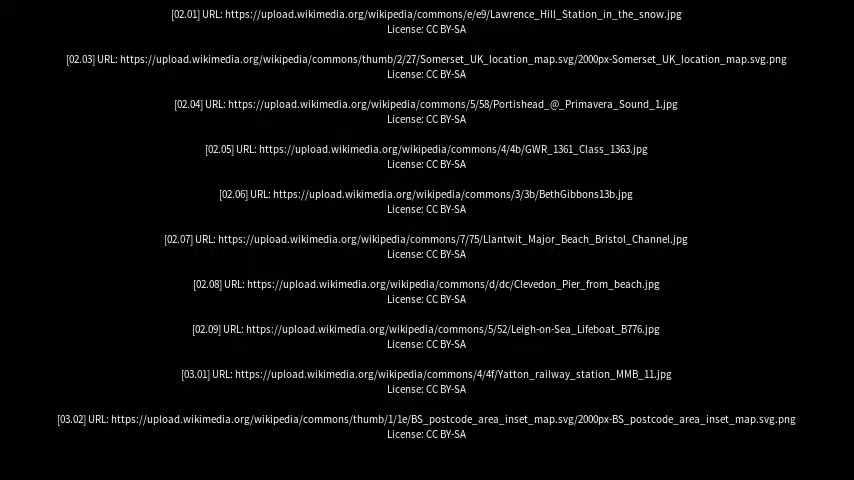 [02.01] URL: https://upload.wikimedia.org/wikipedia/commons/e/e9/Lawrence_Hill_Station_in_the_snow.jpg
License: CC BY-SA
[02.03] URL: https://upload.wikimedia.org/wikipedia/commons/thumb/2/27/Somerset_UK_location_map.svg/2000px-Somerset_UK_location_map.svg.png
License: CC BY-SA
[02.04] URL: https://upload.wikimedia.org/wikipedia/commons/5/58/Portishead_@_Primavera_Sound_1.jpg
License: CC BY-SA
[02.05] URL: https://upload.wikimedia.org/wikipedia/commons/4/4b/GWR_1361_Class_1363.jpg
License: CC BY-SA
[02.06] URL: https://upload.wikimedia.org/wikipedia/commons/3/3b/BethGibbons13b.jpg
License: CC BY-SA
[02.07] URL: https://upload.wikimedia.org/wikipedia/commons/7/75/Llantwit_Major_Beach_Bristol_Channel.jpg
License: CC BY-SA
[02.08] URL: https://upload.wikimedia.org/wikipedia/commons/d/dc/Clevedon_Pier_from_beach.jpg
License: CC BY-SA
[02.09] URL: https://upload.wikimedia.org/wikipedia/commons/5/52/Leigh-on-Sea_Lifeboat_B776.jpg
License: CC BY-SA
[03.01] URL: https://upload.wikimedia.org/wikipedia/commons/4/4f/Yatton_railway_station_MMB_11.jpg
License: CC BY-SA
[03.02] URL: https://upload.wikimedia.org/wikipedia/commons/thumb/1/1e/BS_postcode_area_inset_map.svg/2000px-BS_postcode_area_inset_map.svg.png
License: CC BY-SA